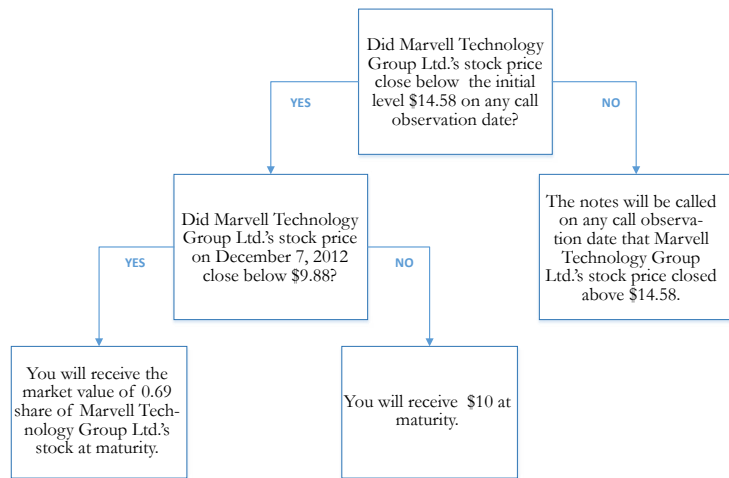 Did Marvell Technology
Group Ltd.'s stock price
close below the initial
level $14.58 on any call
observation date?
YES
NO
Did Marvell Technology
Group Ltd.'s stock price
on December 7, 2012
close below $9.88?
The notes will be called
on any call observa-
tion date that Marvell
Technology Group
Ltd.'s stock price closed
above $14.58.
YES
NO
You will receive the
market value of 0.69
share of Marvell Tech-
nology Group Ltd.'s
stock at maturity.
You will receive $10 at
maturity.